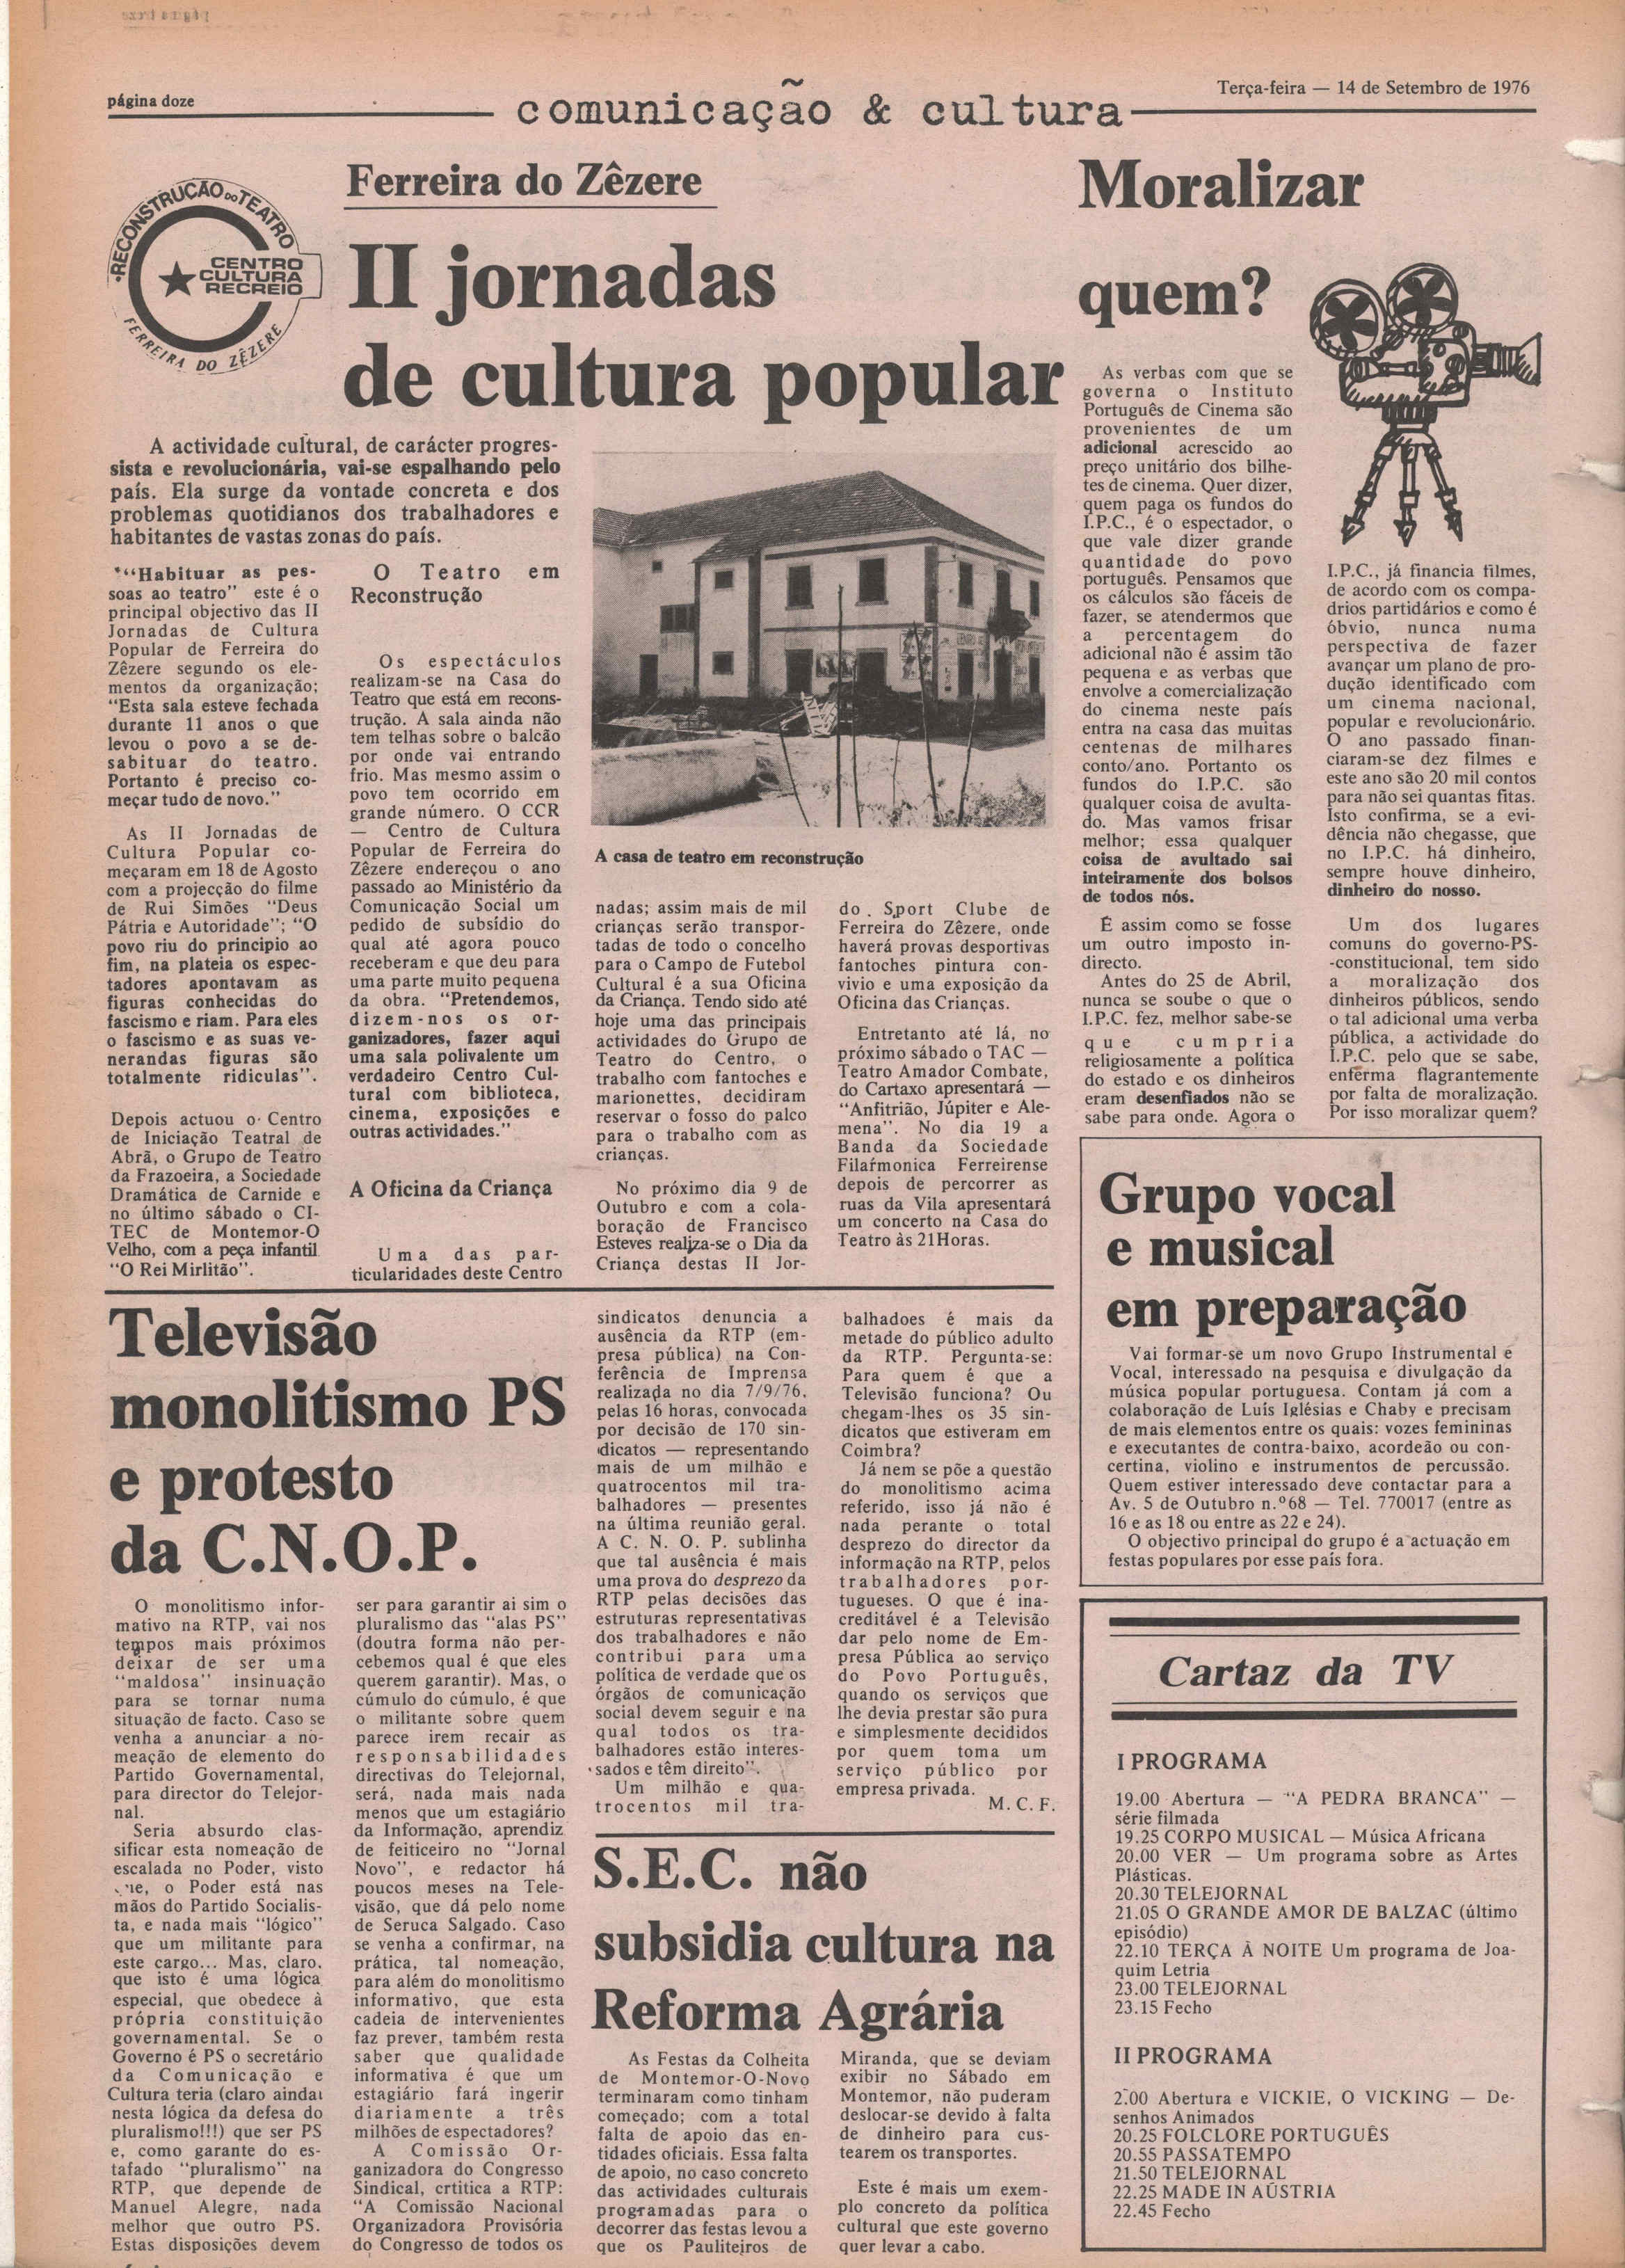 página doze
comunicação & cultura
Terça-feira — 14 de Setembro de 1976
•RECONSTRUÇÃO DO TEATRO
CENTRO
CULTURA
RECREIO
FERREIRA DO ZÊZERE
Ferreira do Zêzere
II jornadas
de cultura popular
A actividade cultural, de carácter progres-
sista e revolucionária, vai-se espalhando pelo
país. Ela surge da vontade concreta e dos
problemas quotidianos dos trabalhadores e
habitantes de vastas zonas do país.
"Habituar as pes-
soas ao teatro" este é o
principal objectivo das II
Jornadas de Cultura
Popular de Ferreira do
Zêzere segundo os ele-
mentos da organização;
"Esta sala esteve fechada
durante 11 anos o que
levou o povo a se de-
sabituar do teatro.
Portanto é preciso co-
meçar tudo de novo."
As II Jornadas de
Cultura Popular co-
meçaram em 18 de Agosto
com a projecção do filme
de Rui Simões "Deus
Pátria e Autoridade"; "O
povo riu do principio ao
fim, na plateia os espec-
tadores apontavam as
figuras conhecidas do
fascismo e riam. Para eles
o fascismo e as suas ve-
nerandas figuras são
totalmente ridiculas".
Depois actuou o Centro
de Iniciação Teatral de
Abrã, o Grupo de Teatro
da Frazoeira, a Sociedade
Dramática de Carnide e
no último sábado o CI-
TEC de Montemor-O
Velho, com a peça infantil
"O Rei Mirlitão".
O Teatro em
Reconstrução
Os espectáculos
realizam-se na Casa do
Teatro que está em recons-
trução. A sala ainda não
tem telhas sobre o balcão
por onde vai entrando
frio. Mas mesmo assim o
povo tem ocorrido em
grande número. O CCR
— Centro de Cultura
Popular de Ferreira do
Zêzere endereçou o ano
passado ao Ministério da
Comunicação Social um
pedido de subsídio do
qual até agora pouco
receberam e que deu para
uma parte muito pequena
da obra. "Pretendemos,
dizem-nos os or-
ganizadores, fazer aqui
uma sala polivalente um
verdadeiro Centro Cul-
tural com biblioteca,
cinema, exposições e
outras actividades."
A Oficina da Criança
Uma das par-
ticularidades deste Centro
A casa de teatro em reconstrução
nadas; assim mais de mil
crianças serão transpor-
tadas de todo o concelho
para o Campo de Futebol
Cultural é a sua Oficina
da Criança. Tendo sido até
hoje uma das principais
actividades do Grupo de
Teatro do Centro, o
trabalho com fantoches e
marionettes, decidiram
reservar o fosso do palco
para o trabalho com as
crianças.
No próximo dia 9 de
Outubro e com a cola-
boração de Francisco
Esteves realiza-se o Dia da
Criança destas II Jor-
do Sport Clube de
Ferreira do Zêzere, onde
haverá provas desportivas
fantoches pintura con-
vivio e uma exposição da
Oficina das Crianças.
Entretanto até lá, no
próximo sábado o TAC —
Teatro Amador Combate,
do Cartaxo apresentará —
"Anfitrião, Júpiter e Ale-
mena". No dia 19 a
Banda da Sociedade
Filarmonica Ferreirense
depois de percorrer as
ruas da Vila apresentará
um concerto na Casa do
Teatro às 21Horas.
Moralizar
quem?
As verbas com que se
governa o Instituto
Português de Cinema são
provenientes de um
adicional acrescido ao
preço unitário dos bilhe-
tes de cinema. Quer dizer,
quem paga os fundos do
I.P.C., é o espectador, o
que vale dizer grande
quantidade do povo
português. Pensamos que
os cálculos são fáceis de
fazer, se atendermos que
a percentagem do
adicional não é assim tão
pequena e as verbas que
envolve a comercialização
do cinema neste país
entra na casa das muitas
centenas de milhares
conto/ano. Portanto os
fundos do I.P.C. são
qualquer coisa de avulta-
do. Mas vamos frisar
melhor; essa qualquer
coisa de avultado sai
inteiramente dos bolsos
de todos nós.
É assim como se fosse
um outro imposto in-
directo.
Antes do 25 de Abril,
nunca se soube o que o
I.P.C. fez, melhor sabe-se
que cumpria
religiosamente a política
do estado e os dinheiros
eram desenfiados não se
sabe para onde. Agora o
I.P.C., já financia filmes,
de acordo com os compa-
drios partidários e como é
óbvio, nunca numa
perspectiva de fazer
avançar um plano de pro-
dução identificado com
um cinema nacional,
popular e revolucionário.
O ano passado finan-
ciaram-se dez filmes e
este ano são 20 mil contos
para não sei quantas fitas.
Isto confirma, se a evi-
dência não chegasse, que
no I.P.C. há dinheiro,
sempre houve dinheiro,
dinheiro do nosso.
Um dos lugares
comuns do governo-PS-
-constitucional, tem sido
a moralização dos
dinheiros públicos, sendo
o tal adicional uma verba
pública, a actividade do
I.P.C. pelo que se sabe,
enferma flagrantemente
por falta de moralização.
Por isso moralizar quem?
Grupo vocal
e musical
em preparação
Vai formar-se um novo Grupo Instrumental e
Vocal, interessado na pesquisa e divulgação da
música popular portuguesa. Contam já com a
colaboração de Luís Iglésias e Chaby e precisam
de mais elementos entre os quais: vozes femininas
e executantes de contra-baixo, acordeão ou con-
certina, violino e instrumentos de percussão.
Quem estiver interessado deve contactar para a
Av. 5 de Outubro n.º68 — Tel. 770017 (entre as
16 e as 18 ou entre as 22 e 24).
O objectivo principal do grupo é a actuação em
festas populares por esse país fora.
Televisão
monolitismo PS
e protesto
da C.N.O.P.
O monolitismo infor-
mativo na RTP, vai nos
tempos mais próximos
deixar de ser uma
"maldosa" insinuação
para se tornar numa
situação de facto. Caso se
venha a anunciar a no-
meação de elemento do
Partido Governamental,
para director do Telejor-
nal.
Seria absurdo clas-
sificar esta nomeação de
escalada no Poder, visto
o Poder está nas
mãos do Partido Socialis-
ta, e nada mais "lógico"
que um militante para
este cargo... Mas, claro,
que isto é uma lógica
especial, que obedece à
própria constituição
governamental. Se o
Governo é PS o secretário
da Comunicação e
Cultura teria (claro ainda
nesta lógica da defesa do
pluralismo!!!) que ser PS
e, como garante do es-
tafado "pluralismo" na
RTP, que depende de
Manuel Alegre, nada
melhor que outro PS.
Estas disposições devem
ser para garantir ai sim o
pluralismo das "alas PS"
(doutra forma não per-
cebemos qual é que eles
querem garantir). Mas, o
cúmulo do cúmulo, é que
o militante sobre quem
parece irem recair as
responsabilidades
directivas do Telejornal,
será, nada mais nada
menos que um estagiário
da Informação, aprendiz
de feiticeiro no "Jornal
Novo", e redactor há
poucos meses na Tele-
visão, que dá pelo nome
de Seruca Salgado. Caso
se venha a confirmar, na
prática, tal nomeação,
para além do monolitismo
informativo, que esta
cadeia de intervenientes
faz prever, também resta
saber que qualidade
informativa é que um
estagiário fará ingerir
diariamente a três
milhões de espectadores?
A Comissão Or-
ganizadora do Congresso
Sindical, crtitica a RTP:
"A Comissão Nacional
Organizadora Provisória
do Congresso de todos os
sindicatos denuncia a
ausência da RTP (em-
presa pública) na Con-
ferência de Imprensa
realizada no dia 7/9/76,
pelas 16 horas, convocada
por decisão de 170 sin-
dicatos — representando
mais de um milhão e
quatrocentos mil tra-
balhadores — presentes
na última reunião geral.
A C. N. O. P. sublinha
que tal ausência é mais
uma prova do desprezo da
RTP pelas decisões das
estruturas representativas
dos trabalhadores e não
contribui para uma
política de verdade que os
órgãos de comunicação
social devem seguir e na
qual todos os tra-
balhadores estão interes-
sados e têm direito".
Um milhão e qua-
trocentos mil tra-
balhadoes é mais da
metade do público adulto
da RTP. Pergunta-se:
Para quem é que a
Televisão funciona? Ou
chegam-lhes os 35 sin-
dicatos que estiveram em
Coimbra?
Já nem se põe a questão
do monolitismo acima
referido, isso já não é
nada perante o total
desprezo do director da
informação na RTP, pelos
trabalhadores por-
tugueses. O que é ina-
creditável é a Televisão
dar pelo nome de Em-
presa Pública ao serviço
do Povo Português,
quando os serviços que
lhe devia prestar são pura
e simplesmente decididos
por quem toma um
serviço público por
empresa privada.
M. C. F.
S.E.C. não
subsidia cultura na
Reforma Agrária
As Festas da Colheita
de Montemor-O-Novo
terminaram como tinham
começado; com a total
falta de apoio das en-
tidades oficiais. Essa falta
de apoio, no caso concreto
das actividades culturais
programadas para o
decorrer das festas levou a
que os Pauliteiros de
Miranda, que se deviam
exibir no Sábado em
Montemor, não puderam
deslocar-se devido à falta
de dinheiro para cus-
tearem os transportes.
Este é mais um exem-
plo concreto da política
cultural que este governo
quer levar a cabo.
Cartaz da TV
I PROGRAMA
19.00 Abertura — "A PEDRA BRANCA" —
série filmada
19.25 CORPO MUSICAL — Música Africana
20.00 VER — Um programa sobre as Artes
Plásticas.
20.30 TELEJORNAL
21.05 O GRANDE AMOR DE BALZAC (último
episódio)
22.10 TERÇA À NOITE Um programa de Joa-
quim Letria
23.00 TELEJORNAL
23.15 Fecho
II PROGRAMA
Abertura e VICKIE, O VICKING — De-
senhos Animados
20.25 FOLCLORE PORTUGUÊS
20.55 PASSATEMPO
21.50 TELEJORNAL
22.25 MADE IN AÚSTRIA
22.45 Fecho